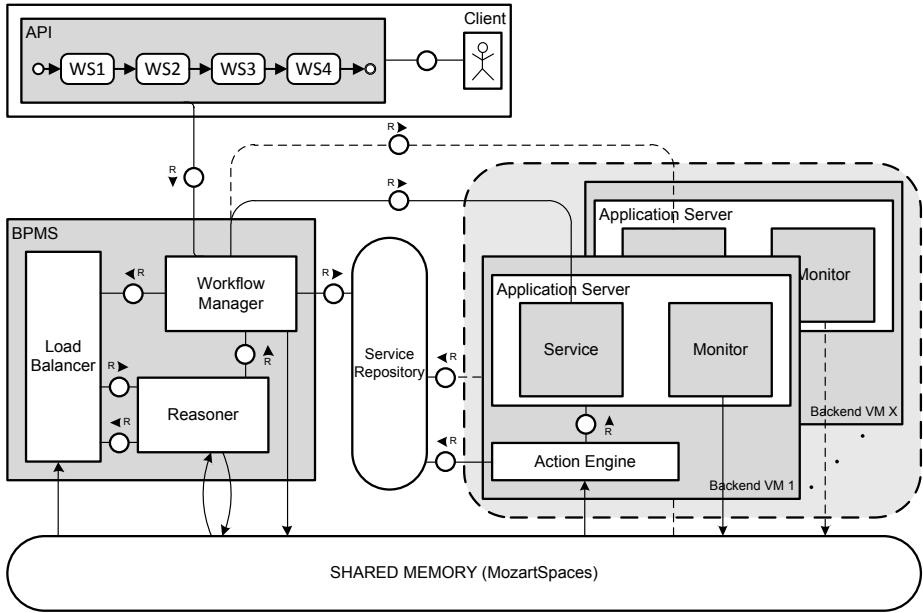 Client
API
WS1 WS2 WS3 WS4
R
R
R
R
BPMS
Application Server
Workflow Manager
R
R
Monitor
Application Server
Load Balancer
Service Repository
Service
Monitor
R
R
R
Reasoner
R
Backend VM X
R
R
Action Engine
Backend VM 1
SHARED MEMORY (MozartSpaces)